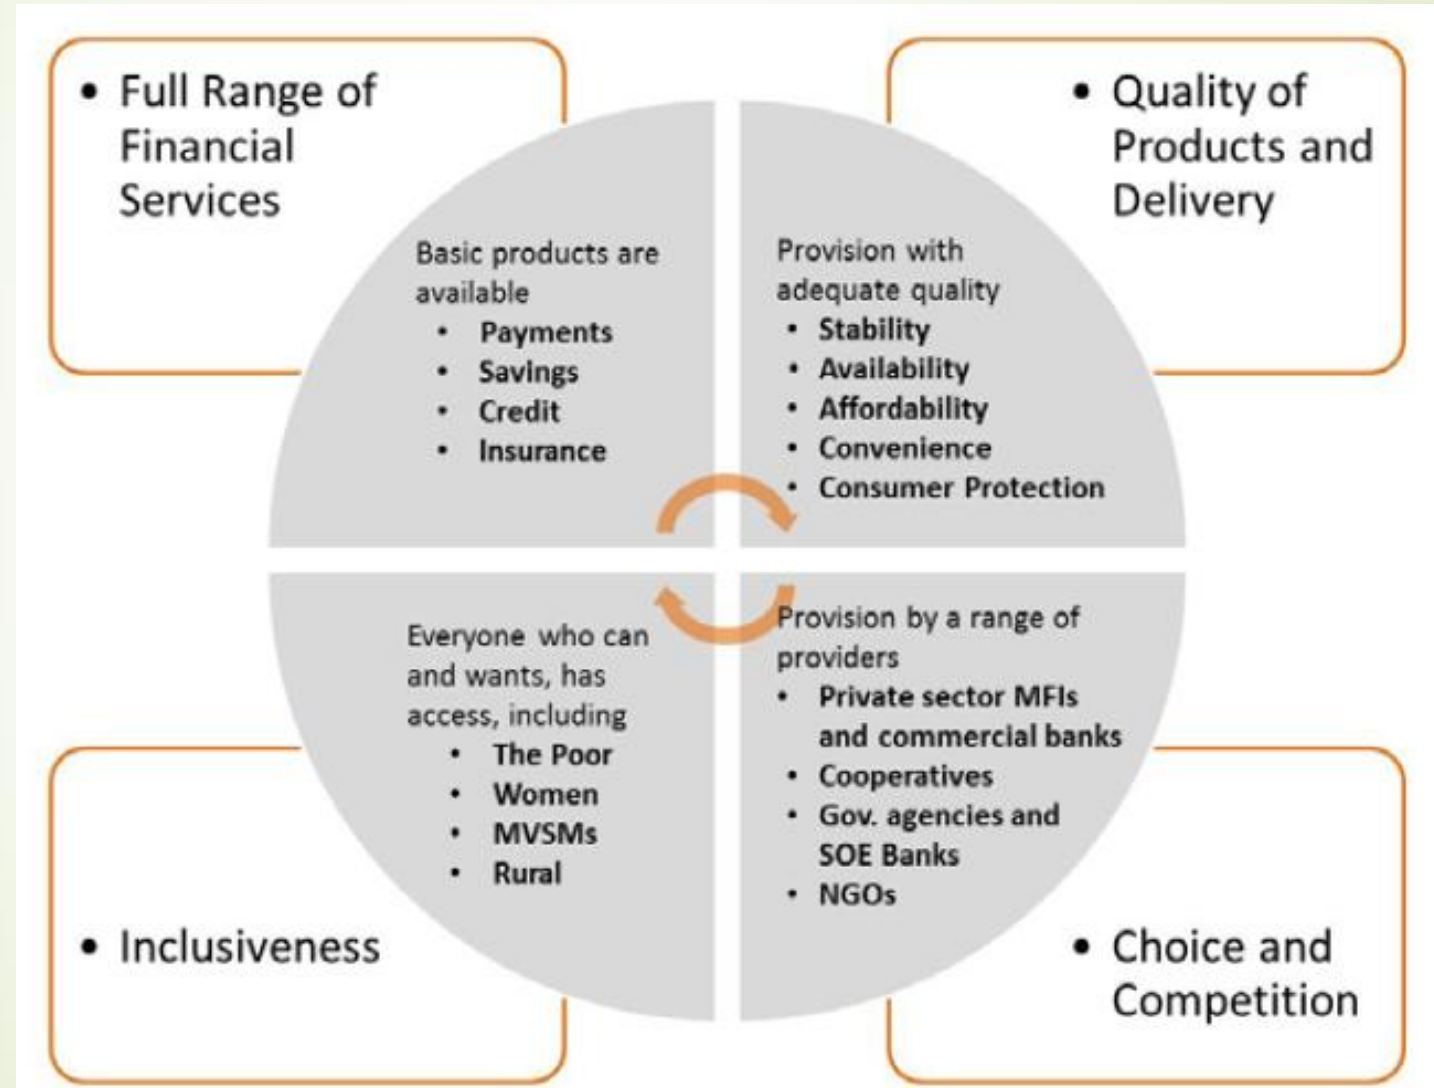 • Full Range of
Financial
Services
Basic products are
available
• Payments
• Savings
• Credit
• Insurance
• Quality of
Products and
Delivery
Provision with
adequate quality
• Stability
• Availability
• Affordability
• Convenience
• Consumer Protection
Everyone who can
and wants, has
access, including
• The Poor
• Women
• MVSMs
• Rural
• Inclusiveness
Provision by a range of
providers
• Private sector MFIs
and commercial banks
• Cooperatives
• Gov. agencies and
SOE Banks
• NGOs
• Choice and
Competition